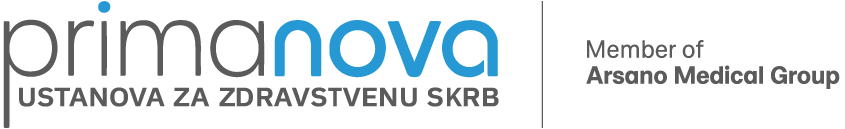 primanova
USTANOVA ZA ZDRAVSTVENU SKRB
Member of
Arsano Medical Group